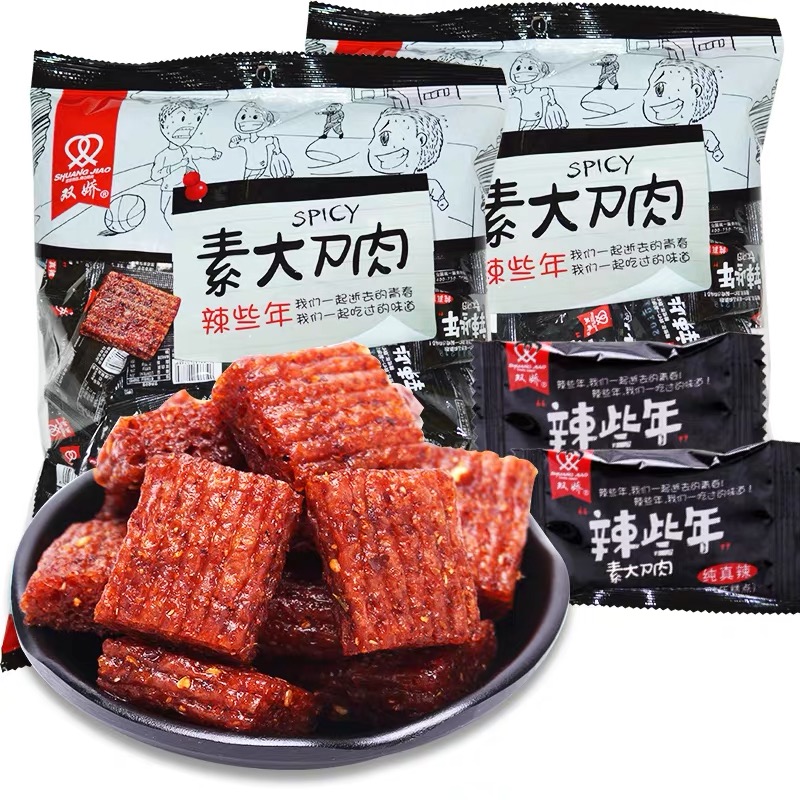 SHUANG JIAO
双娇®
SPICY
素大刀肉
辣些年
我们一起逝去的青春
我们一起吃过的味道
SPICY
素大刀肉
辣些年
我们一起逝去的青春
我们一起吃过的味道
双娇
辣些年,我们一起逝去的青春!
辣些年,我们一起吃过的味道!
“辣些年”
双娇
辣些年,我们一起逝去的青春!
辣些年,我们一起吃过的味道!
“辣些年”
素大刀肉
纯真辣